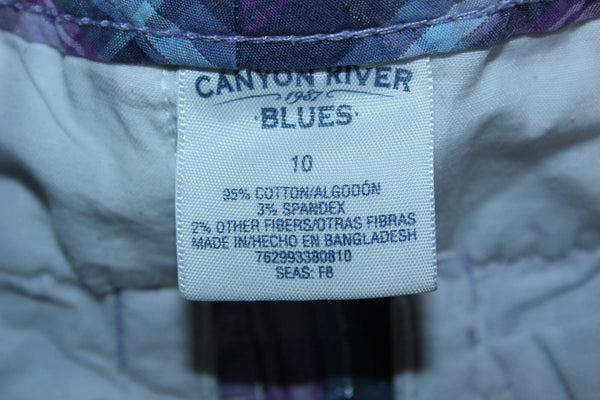 CANYON RIVER
1987
·BLUES·
10
95% COTTON/ALGODÓN
3% SPANDEX
2% OTHER FIBERS/OTRAS FIBRAS
MADE IN/HECHO EN BANGLADESH
762993380810
SEAS: F8